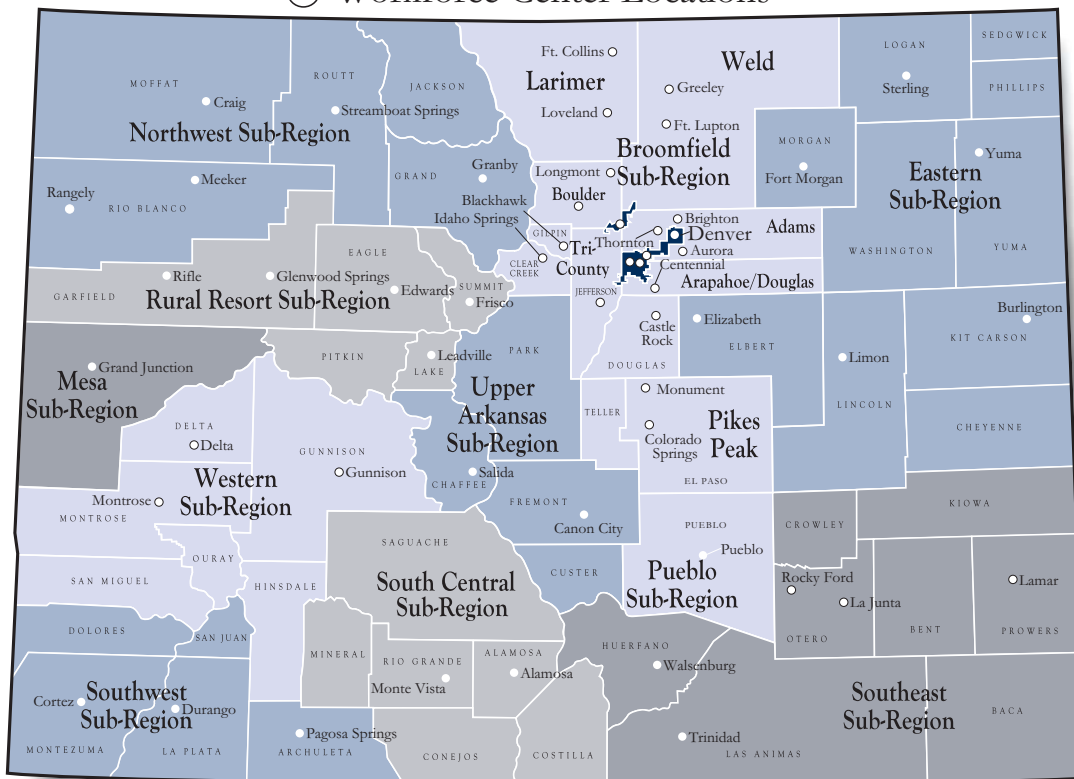 Workforce Center Locations
SEDGWICK
LOGAN
Ft. Collins
Weld
ROUTT
Larimer
MOFFAT
JACKSON
PHILLIPS
Sterling
Greeley
Craig
Streamboat Springs
Loveland
Northwest Sub-Region
Ft. Lupton
MORGAN
Broomfield
Sub-Region
Yuma
Granby
Longmont
Eastern
Sub-Region
GRAND
Fort Morgan
Meeker
Rangely
Boulder
Blackhawk
RIO BLANCO
Idaho Springs
Brighton
Adams
GILPIN
Denver
Thornton
Tri-
County
WASHINGTON
YUMA
EAGLE
Aurora
CLEAR
CREEK
Centennial
Rifle
Glenwood Springs
Arapahoe/Douglas
SUMMIT
Edwards
JEFFERSON
GARFIELD
Rural Resort Sub-Region
Frisco
Burlington
Castle
Rock
Elizabeth
KIT CARSON
ELBERT
PARK
PITKIN
Leadville
Limon
Grand Junction
LAKE
DOUGLAS
Mesa
Sub-Region
Upper
Arkansas
Sub-Region
Monument
LINCOLN
TELLER
Pikes
Peak
DELTA
CHEYENNE
Colorado
Springs
Delta
GUNNISON
Western
Sub-Region
Gunnison
Salida
CHAFFEE
EL PASO
Montrose
FREMONT
KIOWA
MONTROSE
Canon City
PUEBLO
CROWLEY
SAGUACHE
Pueblo
OURAY
Pueblo
Sub-Region
CUSTER
SAN MIGUEL
HINSDALE
South Central
Sub-Region
Rocky Ford
Lamar
La Junta
DOLORES
SAN JUAN
OTERO
BENT
PROWERS
HUERFANO
MINERAL
ALAMOSA
RIO GRANDE
Walsenburg
Alamosa
Monte Vista
Southwest
Sub-Region
Southeast
Sub-Region
Cortez
Durango
BACA
Pagosa Springs
Trinidad
MONTEZUMA
LA PLATA
ARCHULETA
CONEJOS
COSTILLA
LAS ANIMAS